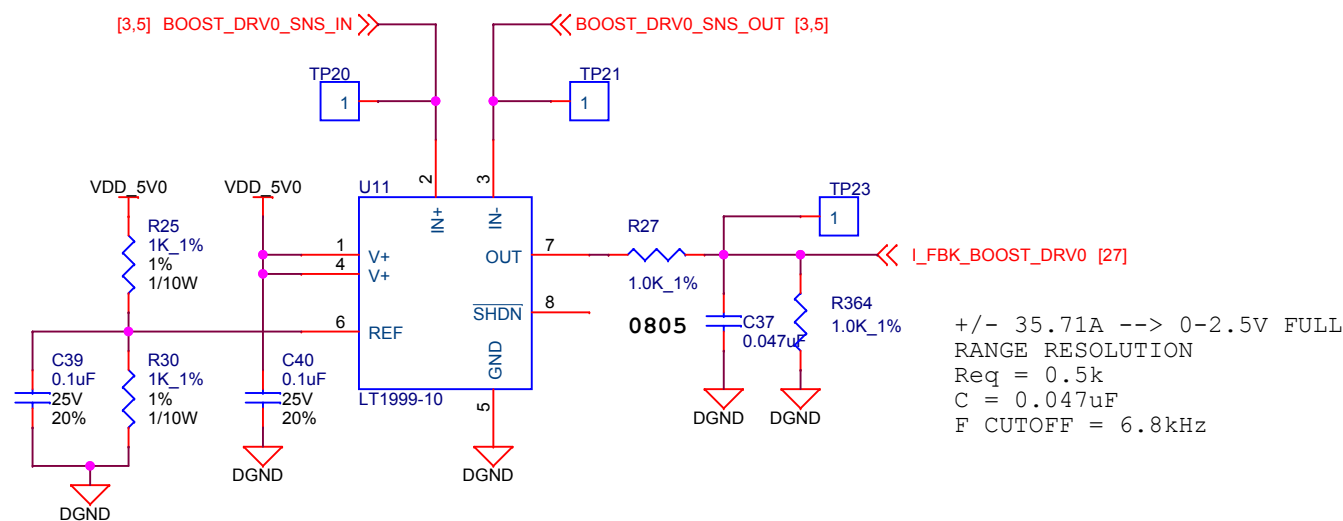 [3,5] BOOST_DRV0_SNS_IN
BOOST_DRV0_SNS_OUT [3,5]
TP20
1
TP21
1
VDD_5V0
VDD_5V0
U11
2
3
IN+
IN-
TP23
1
R25
1K_1%
1%
1/10W
1
V+
4
V+
OUT
7
R27
1.0K_1%
I_FBK_BOOST_DRV0 [27]
SHDN
8
6
REF
GND
5
LT1999-10
0805
C37
0.047uF
R364
1.0K_1%
C39
0.1uF
25V
20%
R30
1K_1%
1%
1/10W
C40
0.1uF
25V
20%
DGND
DGND
DGND
DGND
DGND
+/- 35.71A --> 0-2.5V FULL
RANGE RESOLUTION
Req = 0.5k
C = 0.047uF
F CUTOFF = 6.8kHz